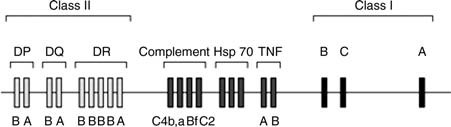 Class II Class I
DP DQ DR Complement Hsp 70 TNF B C A
B A B A B B B B A C4b,a Bf C2 A B